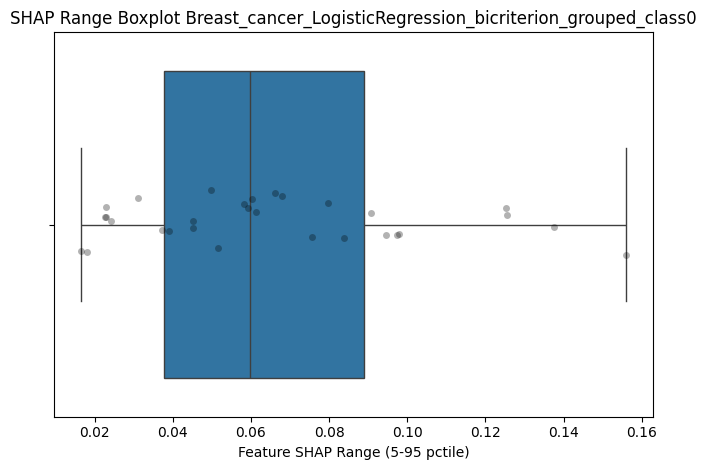 SHAP Range Boxplot Breast_cancer_LogisticRegression_bicriterion_grouped_class0
0.02 0.04 0.06 0.08 0.10 0.12 0.14 0.16
Feature SHAP Range (5-95 pctile)